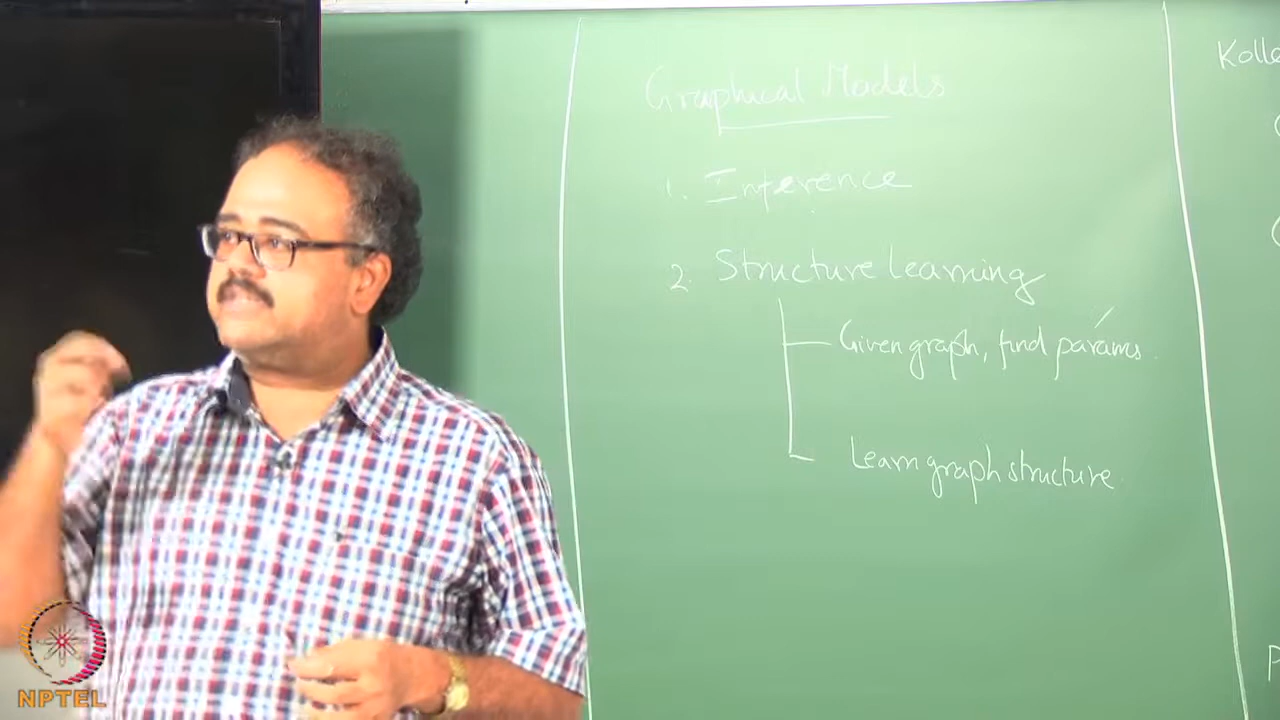 Graphical Models
1. Inference
2. Structure learning
Given graph, find params.
Learn graph structure.
Kolle
P
NPTEL